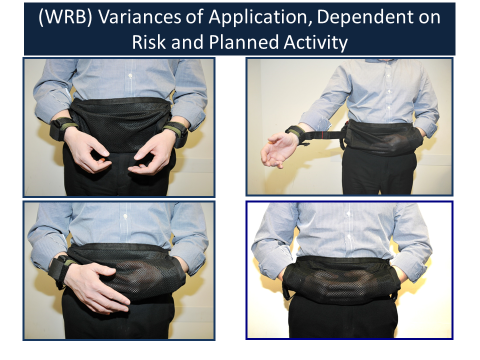 (WRB) Variances of Application, Dependent on
Risk and Planned Activity